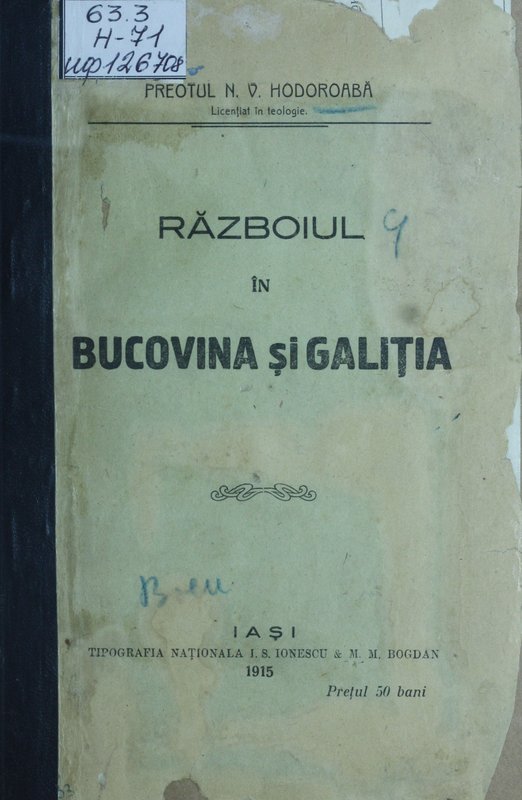 63.3
H-71
иф126708
PREOTUL N. V. HODOROABĂ
Licențiat în teologie.
RĂZBOIUL
ÎN
BUCOVINA și GALIȚIA
IAȘI
TIPOGRAFIA NAȚIONALA I. S. IONESCU & M. M. BOGDAN
1915
Prețul 50 bani